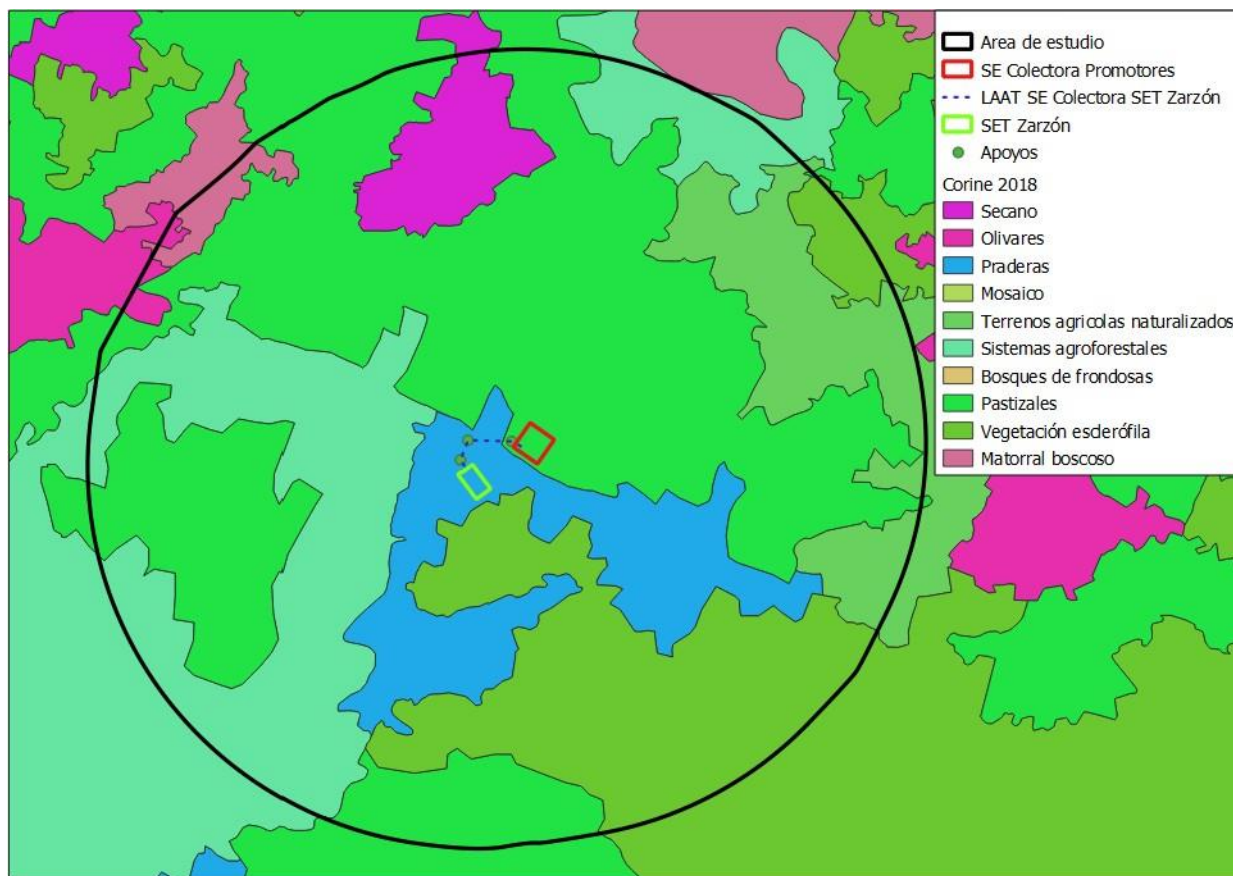 Area de estudio
SE Colectora Promotores
LAAT SE Colectora SET Zarzón
SET Zarzón
Apoyos
Corine 2018
Secano
Olivares
Praderas
Mosaico
Terrenos agricolas naturalizados
Sistemas agroforestales
Bosques de frondosas
Pastizales
Vegetación esclerófila
Matorral boscoso